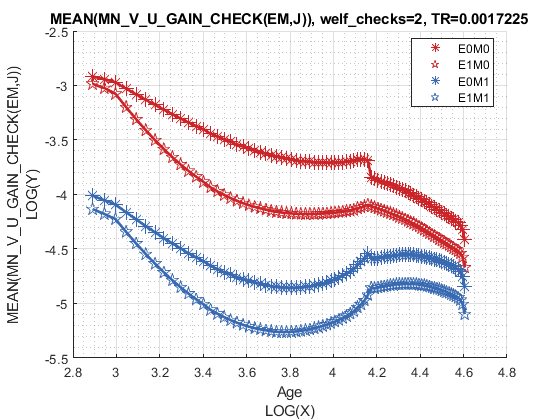 MEAN(MN_V_U_GAIN_CHECK(EM,J)), welf_checks=2, TR=0.0017225
-2.5
-3
-3.5
-4
-4.5
-5
-5.5
MEAN(MN_V_U_GAIN_CHECK(EM,J))
LOG(Y)
E0M0
E1M0
E0M1
E1M1
2.8 3 3.2 3.4 3.6 3.8 4 4.2 4.4 4.6 4.8
Age
LOG(X)